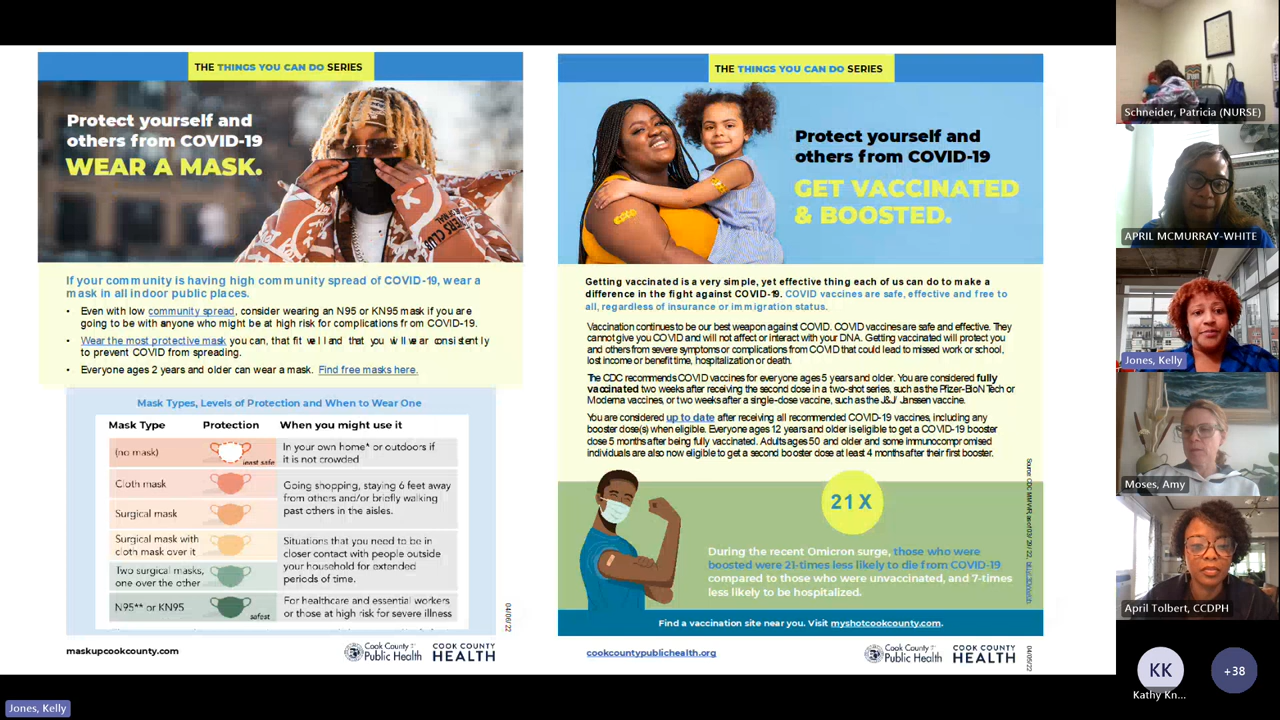 THE THINGS YOU CAN DO SERIES
Protect yourself and
others from COVID-19
WEAR A MASK.
If your community is having high community spread of COVID-19, wear a
mask in all indoor public places.
• Even with low community spread, consider wearing an N95 or KN95 mask if you are
going to be with anyone who might be at high risk for complications from COVID-19.
• Wear the most protective mask you can, that fit well and that you will wear consistently
to prevent COVID from spreading.
• Everyone ages 2 years and older can wear a mask. Find free masks here.
Mask Types, Levels of Protection and When to Wear One
Mask Type Protection When you might use it
(no mask) least safe In your own home* or outdoors if
it is not crowded
Cloth mask
Going shopping, staying 6 feet away
from others and/or briefly walking
past others in the aisles.
Surgical mask
Surgical mask with
cloth mask over it
Situations that you need to be in
closer contact with people outside
your household for extended
periods of time.
Two surgical masks,
one over the other
N95** or KN95 safest
For healthcare and essential workers
or those at high risk for severe illness
04/06/22
maskupcookcounty.com
Cook County
Public Health
COOK COUNTY
HEALTH
THE THINGS YOU CAN DO SERIES
Protect yourself and
others from COVID-19
GET VACCINATED
& BOOSTED.
Getting vaccinated is a very simple, yet effective thing each of us can do to make a
difference in the fight against COVID-19. COVID vaccines are safe, effective and free to
all, regardless of insurance or immigration status.
Vaccination continues to be our best weapon against COVID. COVID vaccines are safe and effective. They
cannot give you COVID and will not affect or interact with your DNA. Getting vaccinated will protect you
and others from severe symptoms or complications from COVID that could lead to missed work or school,
lost income or benefit time, hospitalization or death.
The CDC recommends COVID vaccines for everyone ages 5 years and older. You are considered fully
vaccinated two weeks after receiving the second dose in a two-shot series, such as the Pfizer-BioNTech or
Moderna vaccines, or two weeks after a single-dose vaccine, such as the J&J/Janssen vaccine.
You are considered up to date after receiving all recommended COVID-19 vaccines, including any
booster dose(s) when eligible. Everyone ages 12 years and older is eligible to get a COVID-19 booster
dose 5 months after being fully vaccinated. Adults ages 50 and older and some immunocompromised
individuals are also now eligible to get a second booster dose at least 4 months after their first booster.
21 X
During the recent Omicron surge, those who were
boosted were 21-times less likely to die from COVID-19
compared to those who were unvaccinated, and 7-times
less likely to be hospitalized.
Find a vaccination site near you. Visit myshotcookcounty.com.
04/05/22
cookcountypublichealth.org
Cook County
Public Health
COOK COUNTY
HEALTH
Schneider, Patricia (NURSE)
APRIL MCMURRAY-WHITE
Jones, Kelly
Moses, Amy
April Tolbert, CCDPH
KK
Kathy Kn...
+38
Jones, Kelly